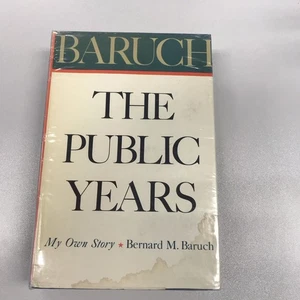 BARUCH
THE
PUBLIC
YEARS
My Own Story ★ Bernard M. Baruch